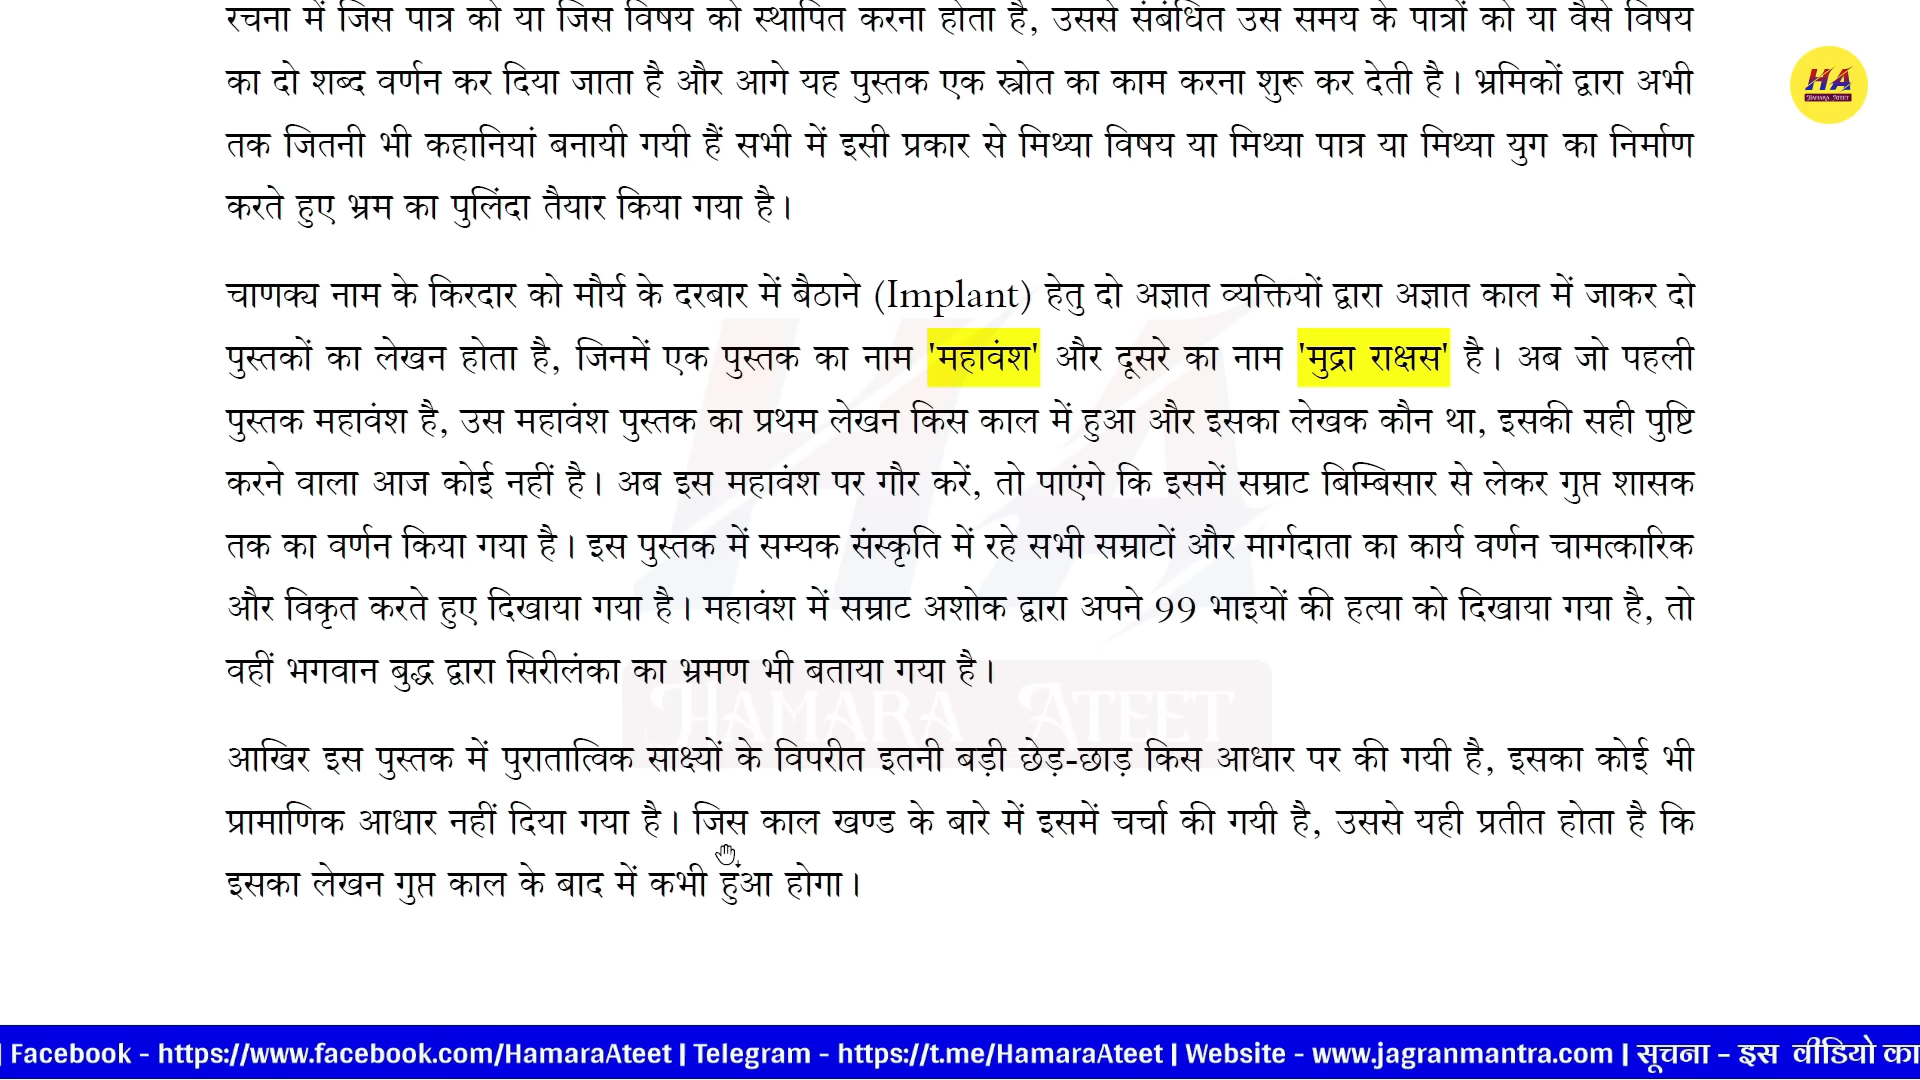 रचना में जिस पात्र को या जिस विषय को स्थापित करना होता है, उससे संबंधित उस समय के पात्रों को या वैसे विषय
का दो शब्द वर्णन कर दिया जाता है और आगे यह पुस्तक एक स्त्रोत का काम करना शुरू कर देती है। भ्रमिकों द्वारा अभी
तक जितनी भी कहानियां बनायी गयी हैं सभी में इसी प्रकार से मिथ्या विषय या मिथ्या पात्र या मिथ्या युग का निर्माण
करते हुए भ्रम का पुलिंदा तैयार किया गया है।
चाणक्य नाम के किरदार को मौर्य के दरबार में बैठाने (Implant) हेतु दो अज्ञात व्यक्तियों द्वारा अज्ञात काल में जाकर दो
पुस्तकों का लेखन होता है, जिनमें एक पुस्तक का नाम 'महावंश' और दूसरे का नाम 'मुद्रा राक्षस' है। अब जो पहली
पुस्तक महावंश है, उस महावंश पुस्तक का प्रथम लेखन किस काल में हुआ और इसका लेखक कौन था, इसकी सही पुष्टि
करने वाला आज कोई नहीं है। अब इस महावंश पर गौर करें, तो पाएंगे कि इसमें सम्राट बिम्बिसार से लेकर गुप्त शासक
तक का वर्णन किया गया है। इस पुस्तक में सम्यक संस्कृति में रहे सभी सम्राटों और मार्गदाता का कार्य वर्णन चामत्कारिक
और विकृत करते हुए दिखाया गया है। महावंश में सम्राट अशोक द्वारा अपने 99 भाइयों की हत्या को दिखाया गया है, तो
वहीं भगवान बुद्ध द्वारा सिरीलंका का भ्रमण भी बताया गया है।
आखिर इस पुस्तक में पुरातात्विक साक्ष्यों के विपरीत इतनी बड़ी छेड़-छाड़ किस आधार पर की गयी है, इसका कोई भी
प्रामाणिक आधार नहीं दिया गया है। जिस काल खण्ड के बारे में इसमें चर्चा की गयी है, उससे यही प्रतीत होता है कि
इसका लेखन गुप्त काल के बाद में कभी हुआ होगा।
HA
HAMARA ATEET
HA
HAMARA ATEET
| Facebook - https://www.facebook.com/HamaraAteet | Telegram - https://t.me/HamaraAteet | Website - www.jagranmantra.com | सूचना - इस वीडियो का